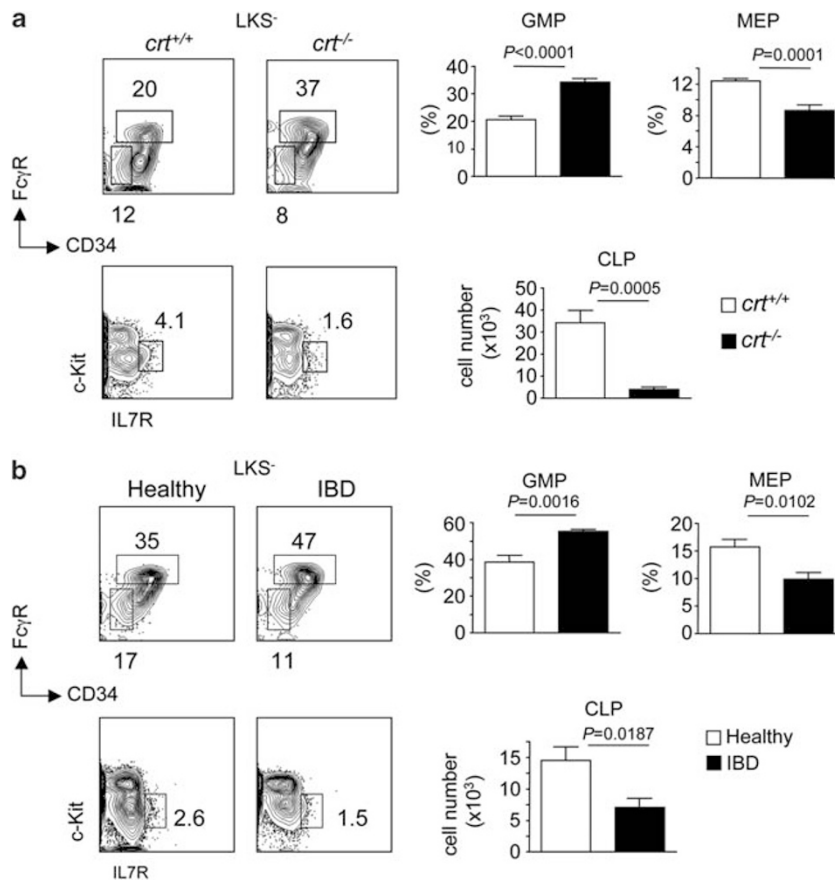 a
LKS-
crt+/+
crt-/-
20
37
12
8
FcγR
CD34
4.1
1.6
c-Kit
IL7R
GMP
P<0.0001
(%)
40
30
20
10
0
MEP
P=0.0001
(%)
12
8
4
0
CLP
P=0.0005
cell number
(x10³)
50
40
30
20
10
0
crt+/+
crt-/-
b
LKS-
Healthy
IBD
35
47
17
11
FcγR
CD34
2.6
1.5
c-Kit
IL7R
GMP
P=0.0016
(%)
60
40
20
0
MEP
P=0.0102
(%)
20
15
10
5
0
CLP
P=0.0187
cell number
(x10³)
15
10
5
0
Healthy
IBD